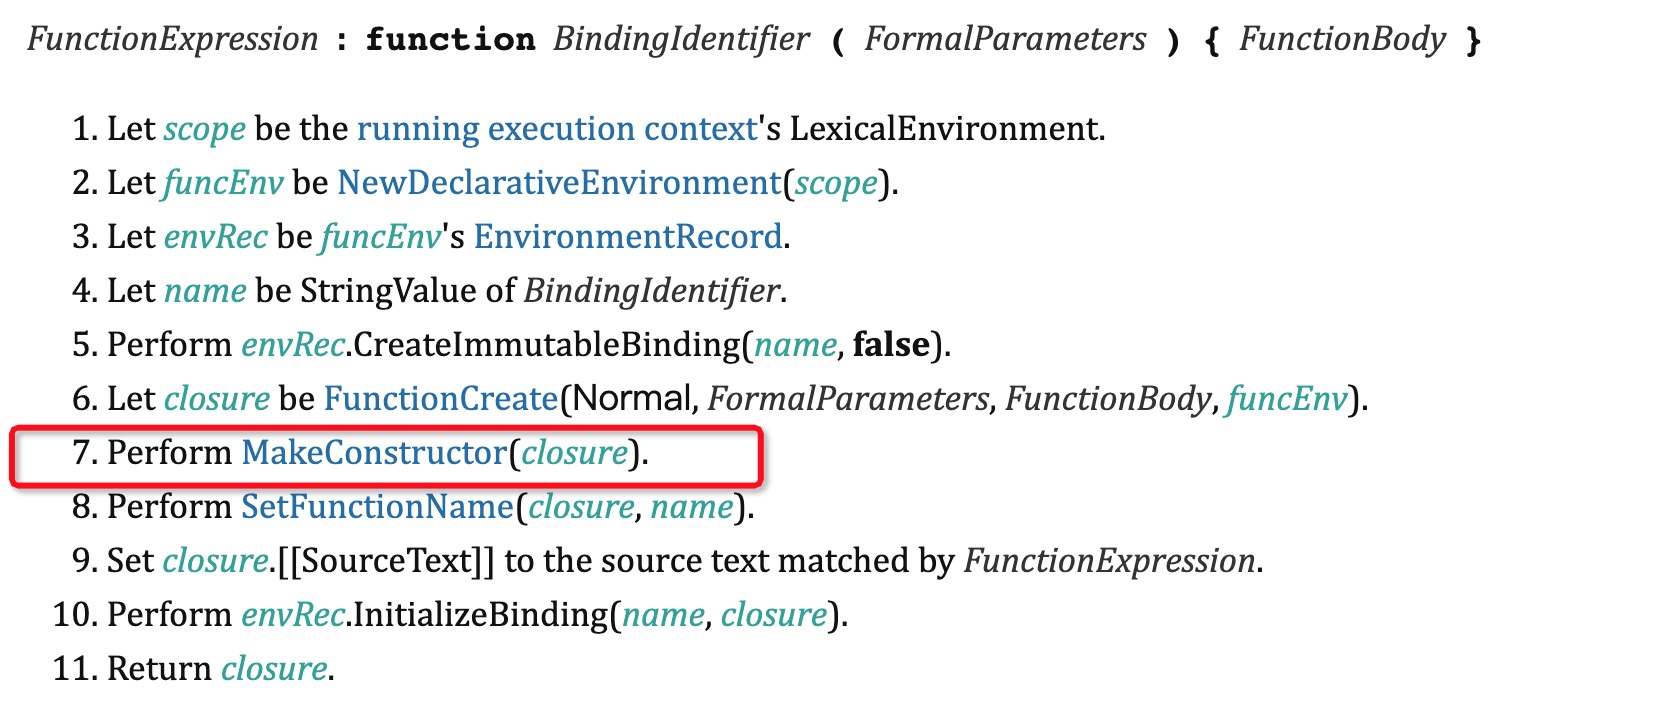 FunctionExpression : function BindingIdentifier ( FormalParameters ) { FunctionBody }
1. Let scope be the running execution context's LexicalEnvironment.
2. Let funcEnv be NewDeclarativeEnvironment(scope).
3. Let envRec be funcEnv's EnvironmentRecord.
4. Let name be StringValue of BindingIdentifier.
5. Perform envRec.CreateImmutableBinding(name, false).
6. Let closure be FunctionCreate(Normal, FormalParameters, FunctionBody, funcEnv).
7. Perform MakeConstructor(closure).
8. Perform SetFunctionName(closure, name).
9. Set closure.[[SourceText]] to the source text matched by FunctionExpression.
10. Perform envRec.InitializeBinding(name, closure).
11. Return closure.